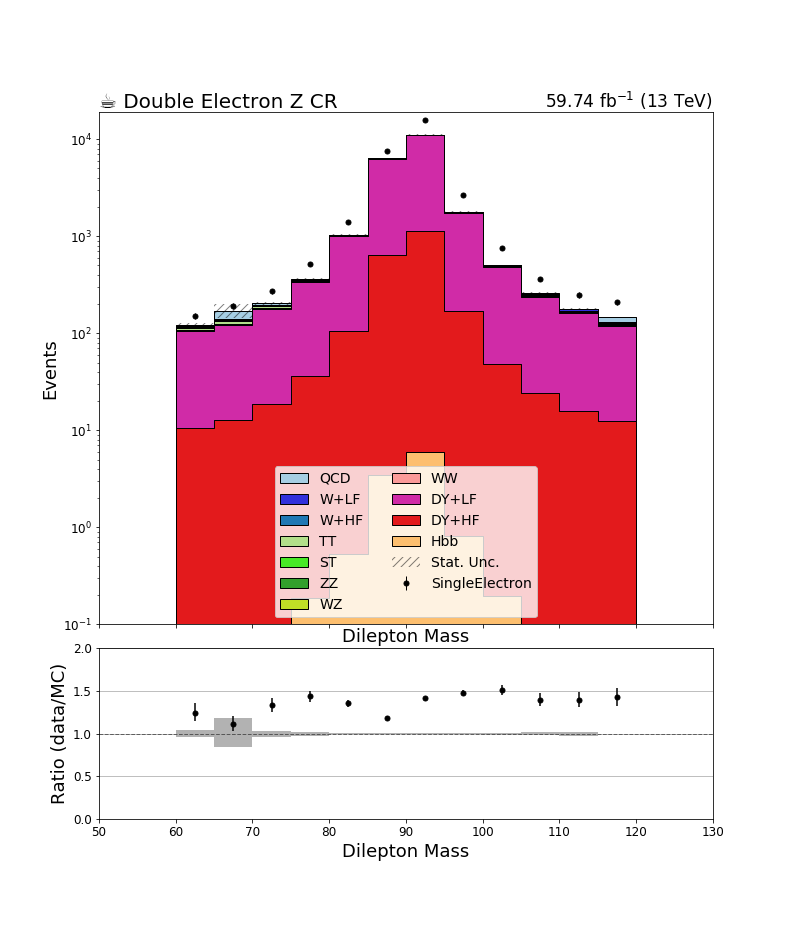 ☕ Double Electron Z CR
59.74 fb⁻¹ (13 TeV)
Events
10⁴
10³
10²
10¹
10⁰
10⁻¹
QCD
W+LF
W+HF
TT
ST
ZZ
WZ
WW
DY+LF
DY+HF
Hbb
Stat. Unc.
SingleElectron
Dilepton Mass
Ratio (data/MC)
2.0
1.5
1.0
0.5
0.0
50 60 70 80 90 100 110 120 130
Dilepton Mass